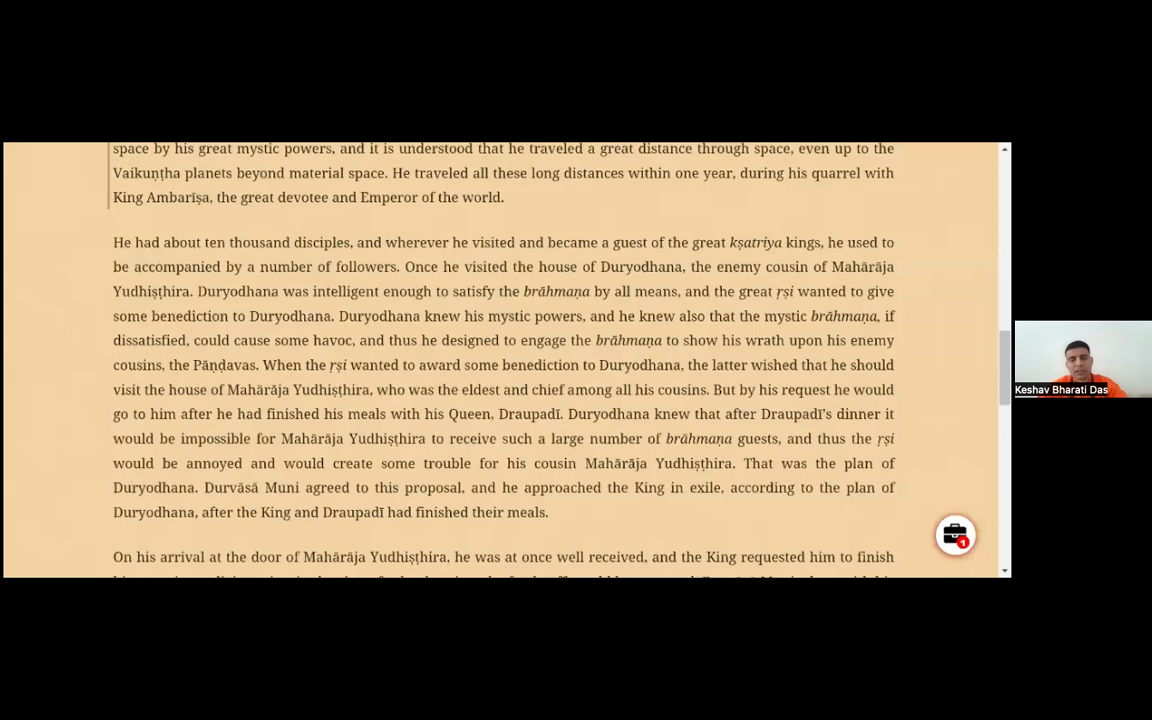 space by his great mystic powers, and it is understood that he traveled a great distance through space, even up to the
Vaikuṇṭha planets beyond material space. He traveled all these long distances within one year, during his quarrel with
King Ambarīṣa, the great devotee and Emperor of the world.
He had about ten thousand disciples, and wherever he visited and became a guest of the great kṣatriya kings, he used to
be accompanied by a number of followers. Once he visited the house of Duryodhana, the enemy cousin of Mahārāja
Yudhiṣṭhira. Duryodhana was intelligent enough to satisfy the brāhmaṇa by all means, and the great ṛṣi wanted to give
some benediction to Duryodhana. Duryodhana knew his mystic powers, and he knew also that the mystic brāhmaṇa, if
dissatisfied, could cause some havoc, and thus he designed to engage the brāhmaṇa to show his wrath upon his enemy
cousins, the Pāṇḍavas. When the ṛṣi wanted to award some benediction to Duryodhana, the latter wished that he should
visit the house of Mahārāja Yudhiṣṭhira, who was the eldest and chief among all his cousins. But by his request he would
go to him after he had finished his meals with his Queen, Draupadī. Duryodhana knew that after Draupadī's dinner it
would be impossible for Mahārāja Yudhiṣṭhira to receive such a large number of brāhmaṇa guests, and thus the ṛṣi
would be annoyed and would create some trouble for his cousin Mahārāja Yudhiṣṭhira. That was the plan of
Duryodhana. Durvāsā Muni agreed to this proposal, and he approached the King in exile, according to the plan of
Duryodhana, after the King and Draupadī had finished their meals.
On his arrival at the door of Mahārāja Yudhiṣṭhira, he was at once well received, and the King requested him to finish
1
Keshav Bharati Das